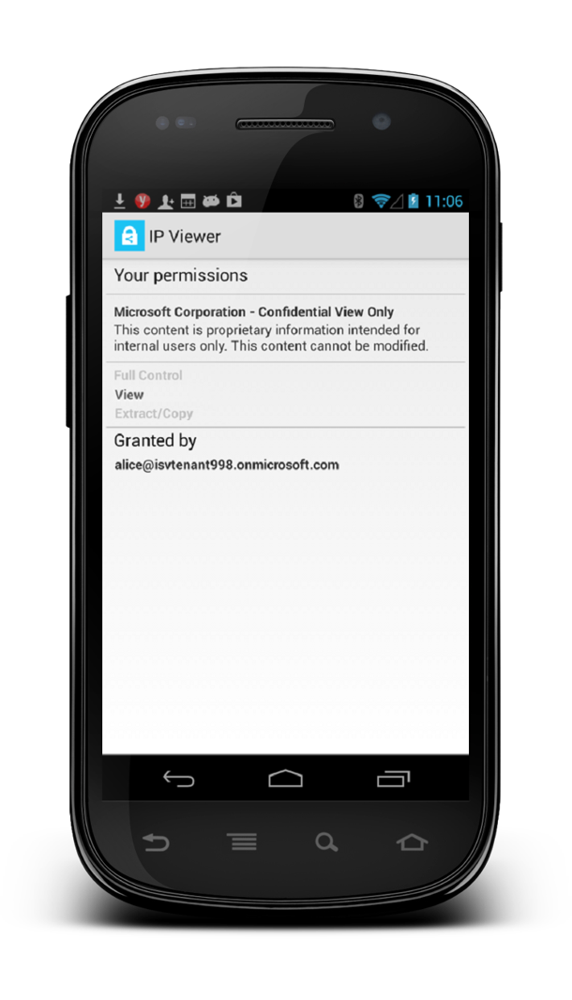 11:06
IP Viewer
Your permissions
Microsoft Corporation - Confidential View Only
This content is proprietary information intended for
internal users only. This content cannot be modified.
Full Control
View
Extract/Copy
Granted by
alice@isvtenant998.onmicrosoft.com